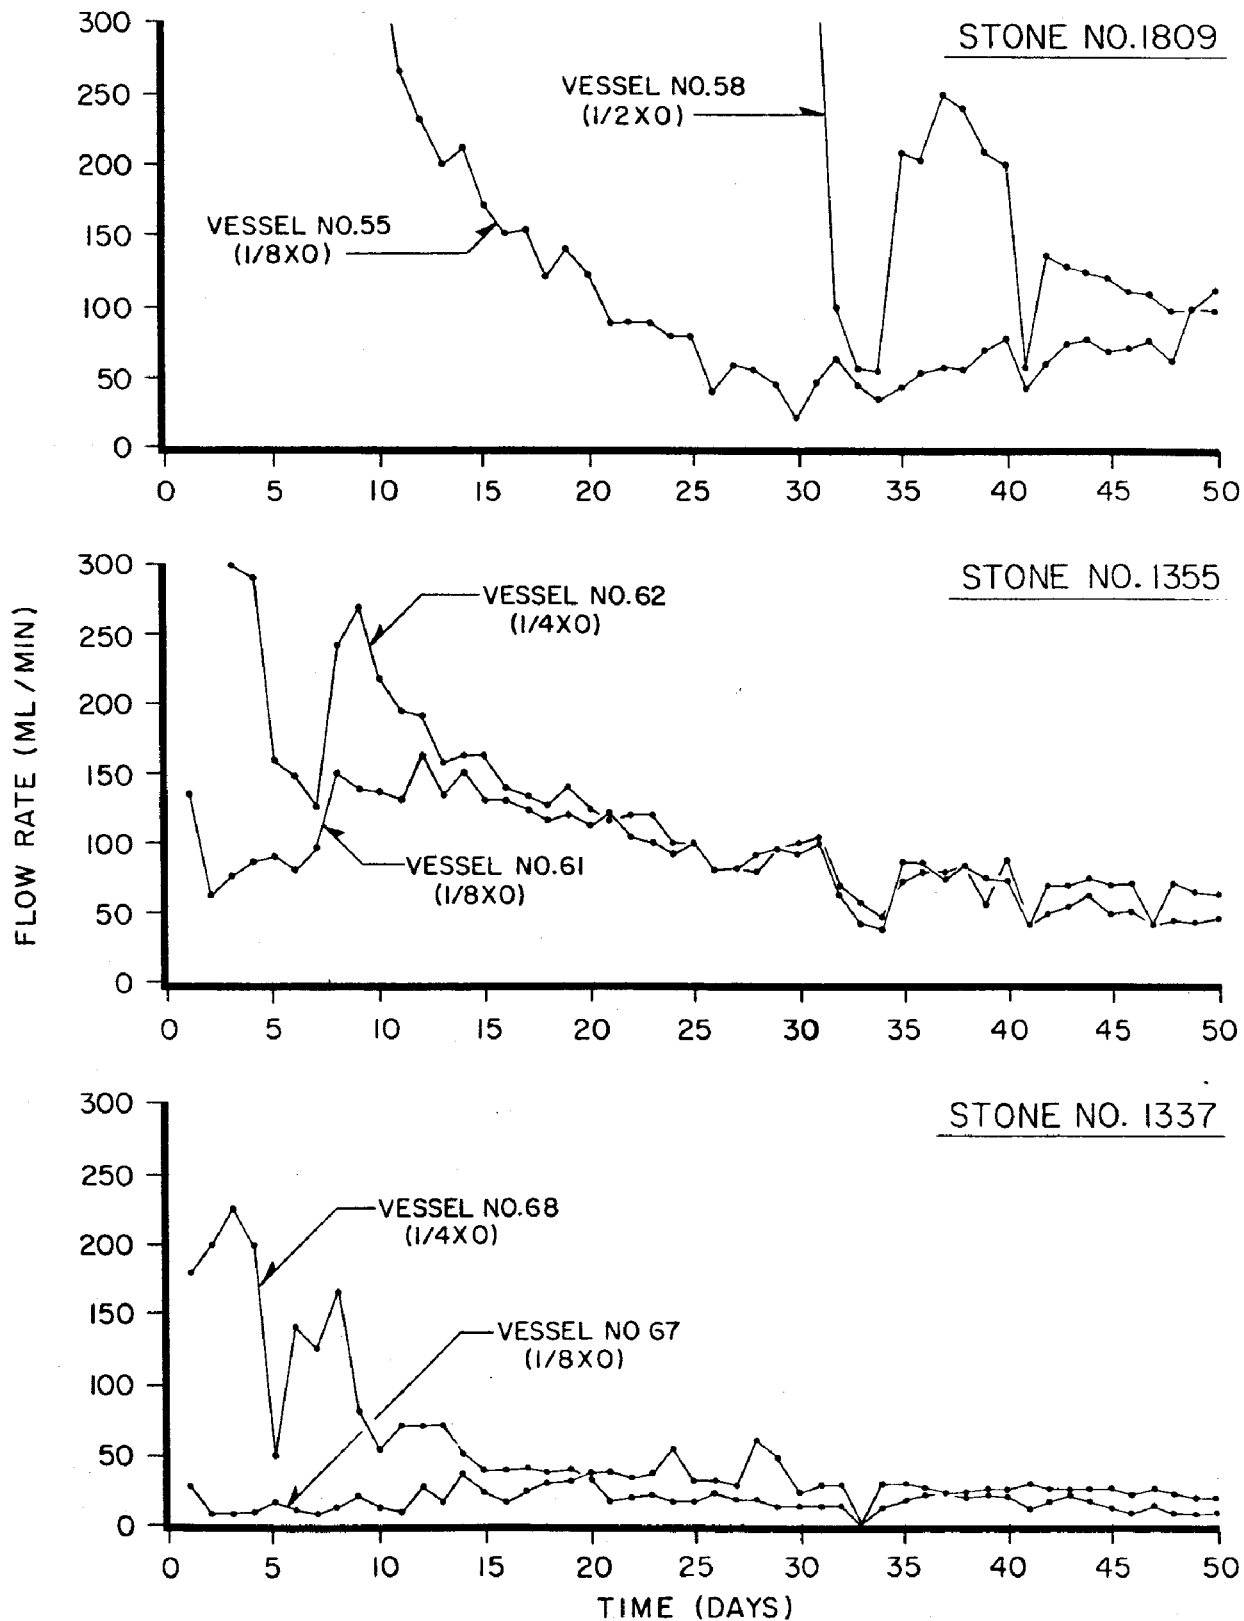 STONE NO.1809
300
250
200
150
100
50
0
VESSEL NO.58
(1/2X0)
VESSEL NO.55
(1/8X0)
0 5 10 15 20 25 30 35 40 45 50
STONE NO.1355
300
250
200
150
100
50
0
VESSEL NO.62
(1/4X0)
VESSEL NO.61
(1/8X0)
0 5 10 15 20 25 30 35 40 45 50
FLOW RATE (ML/MIN)
STONE NO. 1337
300
250
200
150
100
50
0
VESSEL NO.68
(1/4X0)
VESSEL NO 67
(1/8X0)
0 5 10 15 20 25 30 35 40 45 50
TIME (DAYS)